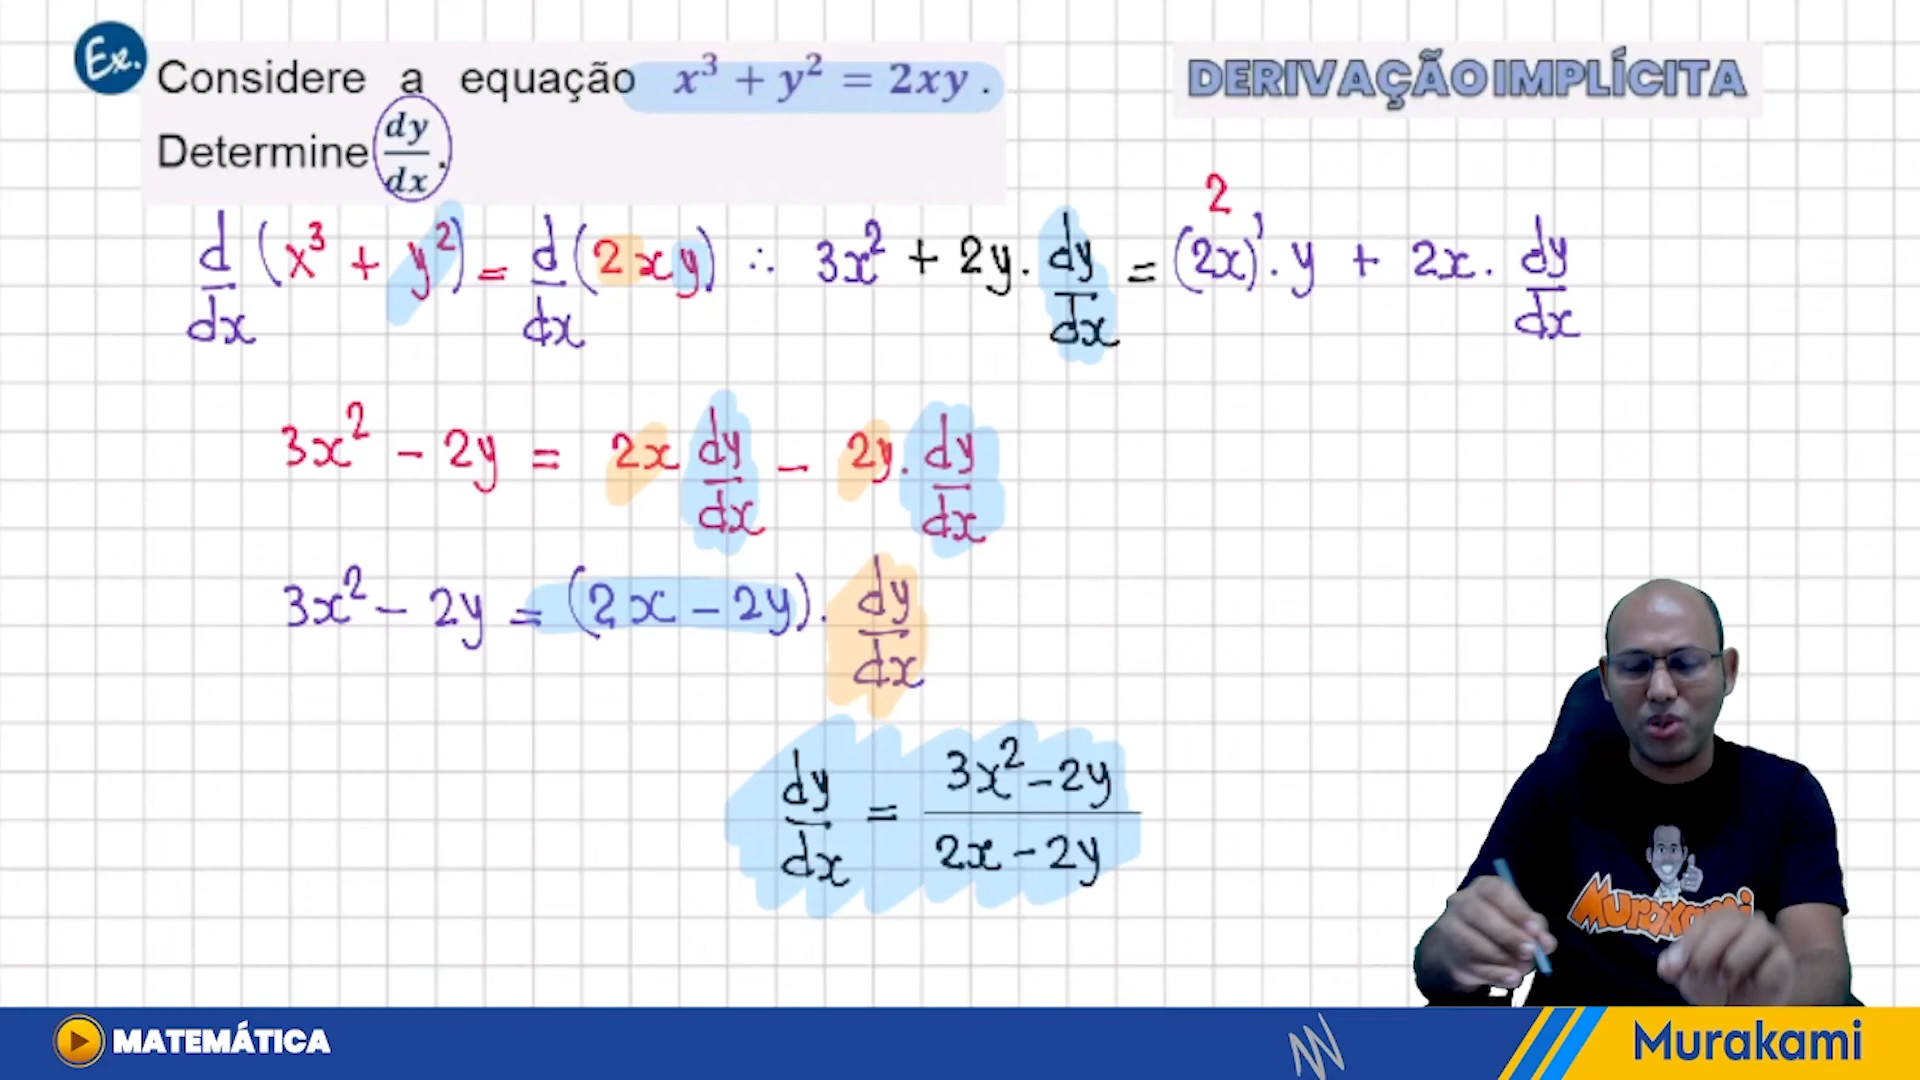 Ex. Considere a equação x³ + y² = 2xy.
DERIVAÇÃO IMPLÍCITA
Determine dy/dx.
2
d/dx (x³ + y²) = d/dx (2xy) ∴ 3x² + 2y · dy/dx = (2x)' · y + 2x · dy/dx
3x² - 2y = 2x dy/dx - 2y · dy/dx
3x² - 2y = (2x - 2y) · dy/dx
dy/dx = 3x² - 2y / 2x - 2y
Murakami
MATEMÁTICA
Murakami